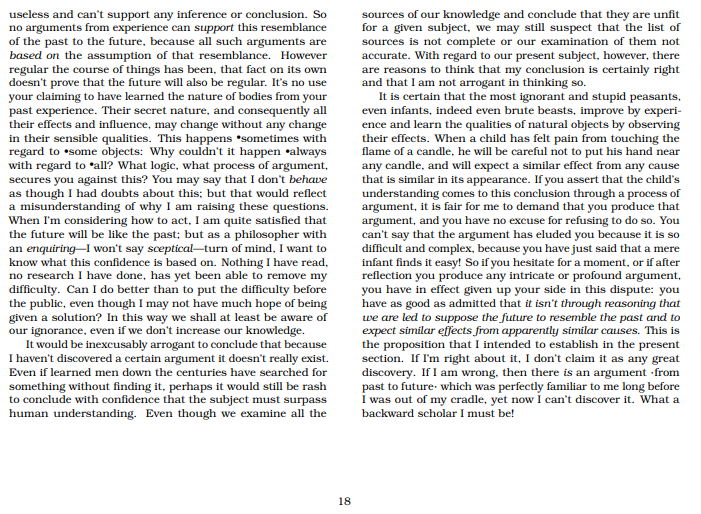 useless and can't support any inference or conclusion. So
no arguments from experience can support this resemblance
of the past to the future, because all such arguments are
based on the assumption of that resemblance. However
regular the course of things has been, that fact on its own
doesn't prove that the future will also be regular. It's no use
your claiming to have learned the nature of bodies from your
past experience. Their secret nature, and consequently all
their effects and influence, may change without any change
in their sensible qualities. This happens •sometimes with
regard to •some objects: Why couldn't it happen •always
with regard to •all? What logic, what process of argument,
secures you against this? You may say that I don't behave
as though I had doubts about this; but that would reflect
a misunderstanding of why I am raising these questions.
When I'm considering how to act, I am quite satisfied that
the future will be like the past; but as a philosopher with
an enquiring—I won't say sceptical—turn of mind, I want to
know what this confidence is based on. Nothing I have read,
no research I have done, has yet been able to remove my
difficulty. Can I do better than to put the difficulty before
the public, even though I may not have much hope of being
given a solution? In this way we shall at least be aware of
our ignorance, even if we don't increase our knowledge.
It would be inexcusably arrogant to conclude that because
I haven't discovered a certain argument it doesn't really exist.
Even if learned men down the centuries have searched for
something without finding it, perhaps it would still be rash
to conclude with confidence that the subject must surpass
human understanding. Even though we examine all the
sources of our knowledge and conclude that they are unfit
for a given subject, we may still suspect that the list of
sources is not complete or our examination of them not
accurate. With regard to our present subject, however, there
are reasons to think that my conclusion is certainly right
and that I am not arrogant in thinking so.
It is certain that the most ignorant and stupid peasants,
even infants, indeed even brute beasts, improve by experi-
ence and learn the qualities of natural objects by observing
their effects. When a child has felt pain from touching the
flame of a candle, he will be careful not to put his hand near
any candle, and will expect a similar effect from any cause
that is similar in its appearance. If you assert that the child's
understanding comes to this conclusion through a process of
argument, it is fair for me to demand that you produce that
argument, and you have no excuse for refusing to do so. You
can't say that the argument has eluded you because it is so
difficult and complex, because you have just said that a mere
infant finds it easy! So if you hesitate for a moment, or if after
reflection you produce any intricate or profound argument,
you have in effect given up your side in this dispute: you
have as good as admitted that it isn't through reasoning that
we are led to suppose the future to resemble the past and to
expect similar effects from apparently similar causes. This is
the proposition that I intended to establish in the present
section. If I'm right about it, I don't claim it as any great
discovery. If I am wrong, then there is an argument ·from
past to future· which was perfectly familiar to me long before
I was out of my cradle, yet now I can't discover it. What a
backward scholar I must be!
18